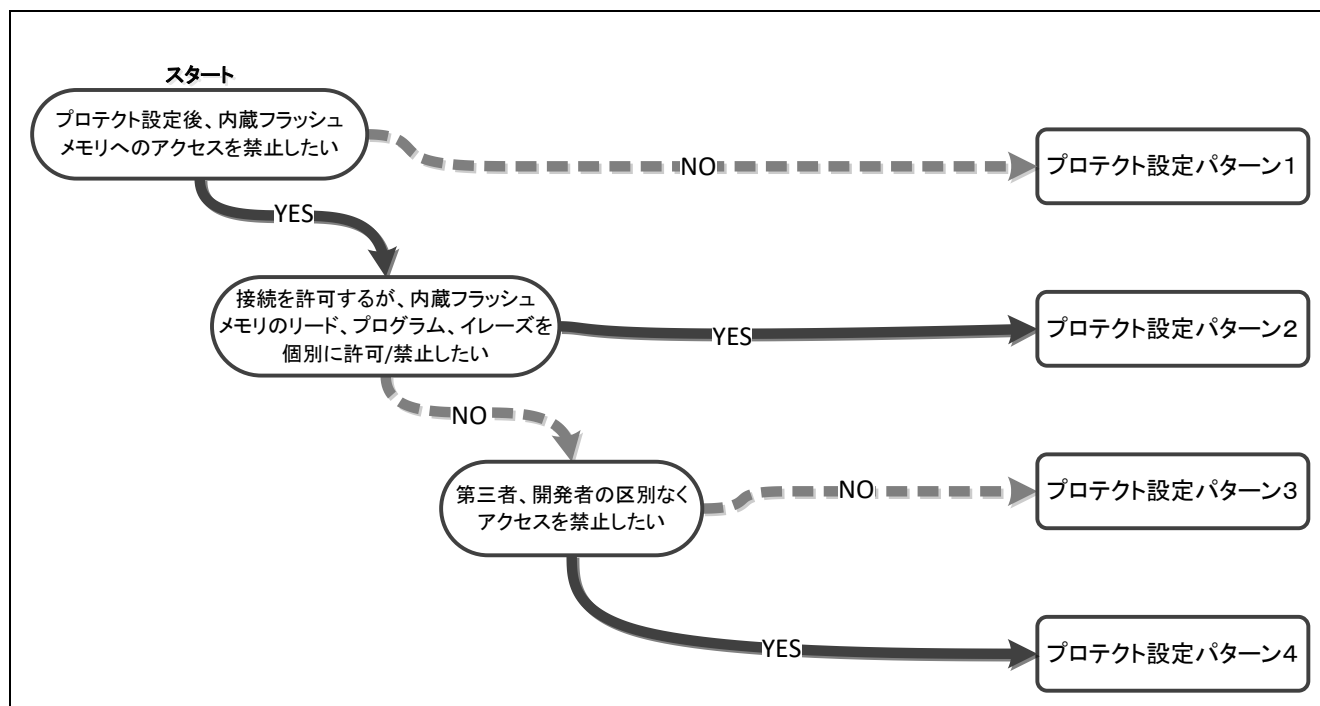 スタート
プロテクト設定後、内蔵フラッシュ
メモリへのアクセスを禁止したい
NO
プロテクト設定パターン1
YES
接続を許可するが、内蔵フラッシュ
メモリのリード、プログラム、イレーズを
個別に許可/禁止したい
YES
プロテクト設定パターン2
NO
第三者、開発者の区別なく
アクセスを禁止したい
NO
プロテクト設定パターン3
YES
プロテクト設定パターン4